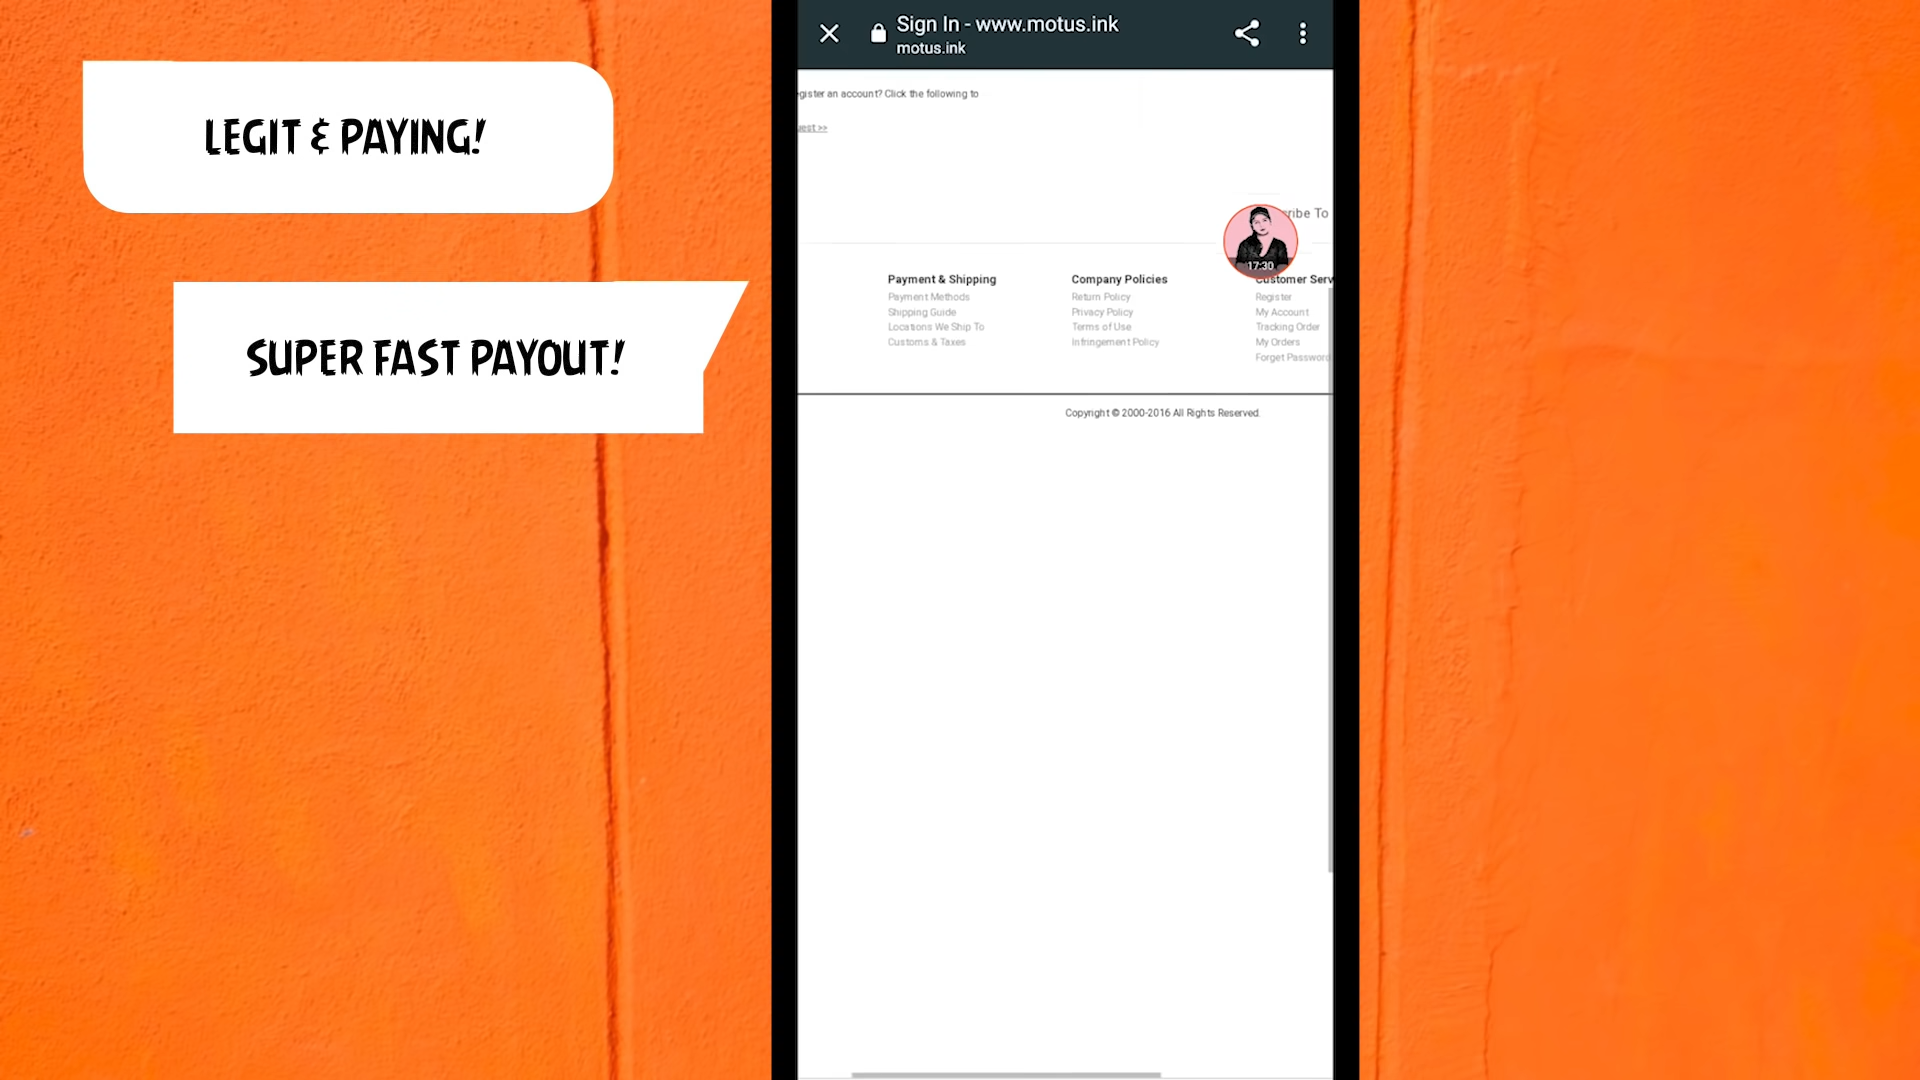 LEGIT & PAYING!
SUPER FAST PAYOUT!
Sign In - www.motus.ink
motus.ink
gister an account? Click the following to
uest >>
ribe To
17:30
Payment & Shipping
Payment Methods
Shipping Guide
Locations We Ship To
Customs & Taxes
Company Policies
Return Policy
Privacy Policy
Terms of Use
Infringement Policy
Customer Serv
Register
My Account
Tracking Order
My Orders
Forget Password
Copyright © 2000-2016 All Rights Reserved.